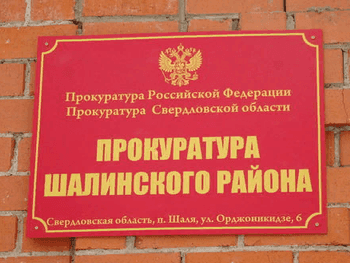 Прокуратура Российской Федерации
Прокуратура Свердловской области
ПРОКУРАТУРА
ШАЛИНСКОГО РАЙОНА
Свердловская область, п. Шаля, ул. Орджоникидзе, 6